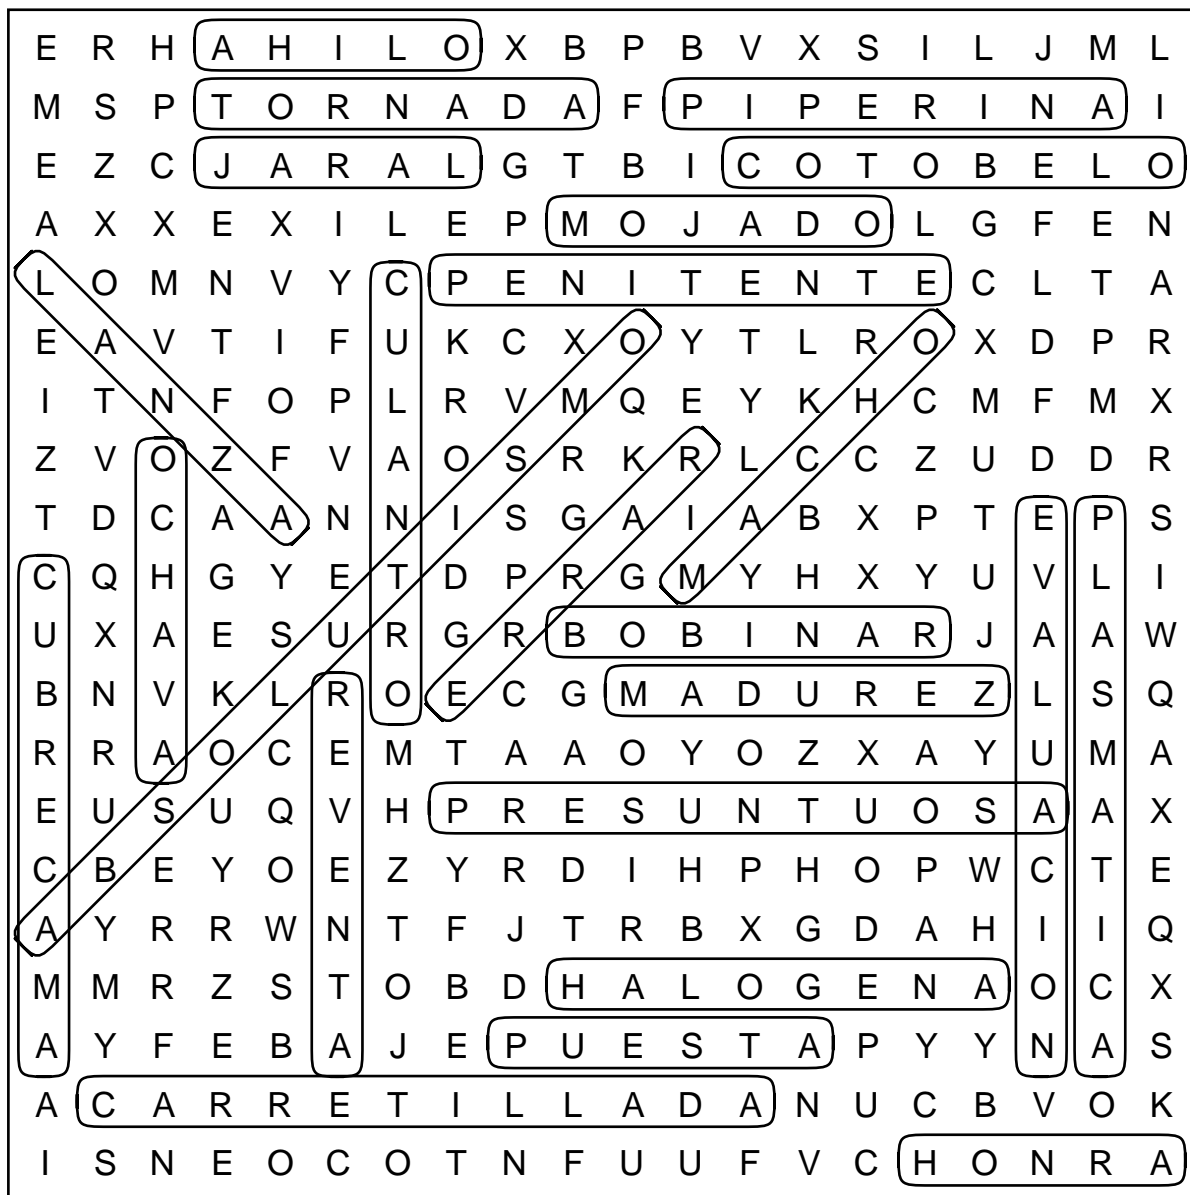 E R H A H I L O X B P B V X S I L J M L
M S P T O R N A D A F P I P E R I N A I
E Z C J A R A L G T B I C O T O B E L O
A X X E X I L E P M O J A D O L G F E N
L O M N V Y C P E N I T E N T E C L T A
E A V T I F U K C X O Y T L R O X D P R
I T N F O P L R V M Q E Y K H C M F M X
Z V O Z F V A O S R K R L C C Z U D D R
T D C A A N N I S G A I A B X P T E P S
C Q H G Y E T D P R G M Y H X Y U V L I
U X A E S U R G R B O B I N A R J A A W
B N V K L R O E C G M A D U R E Z L S Q
R R A O C E M T A A O Y O Z X A Y U M A
E U S U Q V H P R E S U N T U O S A A X
C B E Y O E Z Y R D I H P H O P W C T E
A Y R R W N T F J T R B X G D A H I I Q
M M R Z S T O B D H A L O G E N A O C X
A Y F E B A J E P U E S T A P Y Y N A S
A C A R R E T I L L A D A N U C B V O K
I S N E O C O T N F U U F V C H O N R A